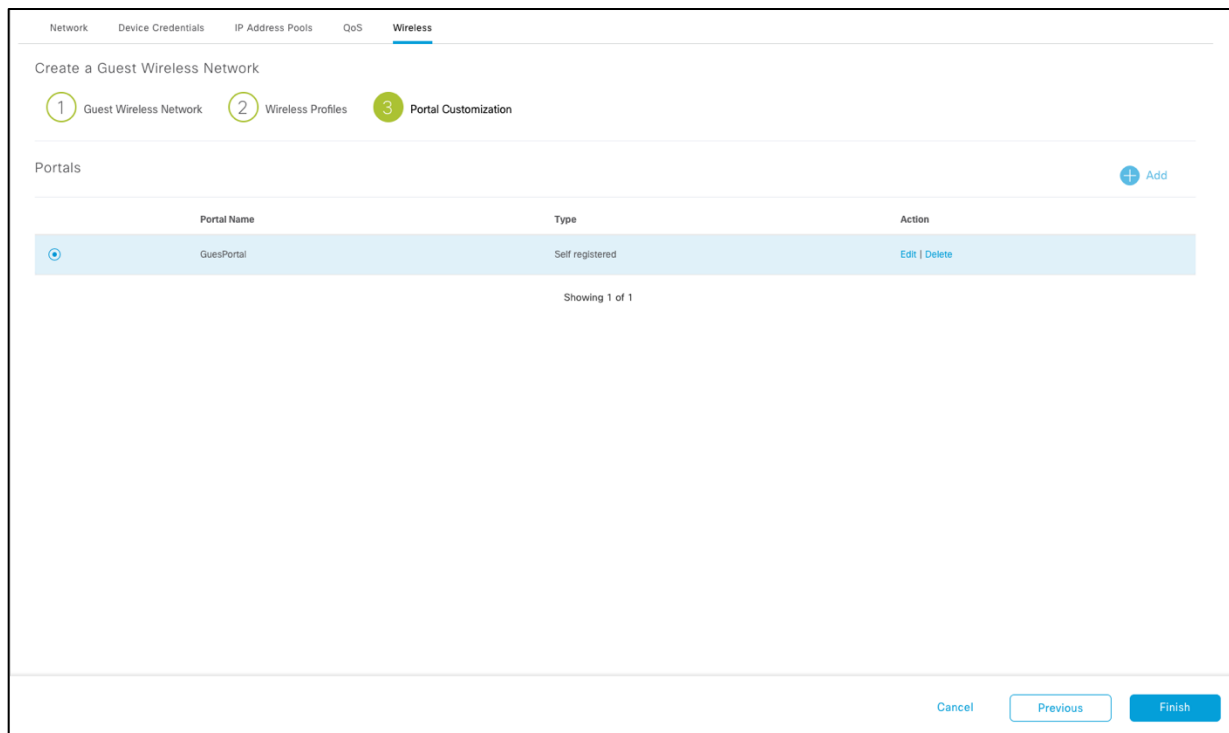 Network Device Credentials IP Address Pools QoS Wireless
Create a Guest Wireless Network
1 Guest Wireless Network 2 Wireless Profiles 3 Portal Customization
Portals
Add
Portal Name Type Action
GuesPortal Self registered Edit | Delete
Showing 1 of 1
Cancel Previous Finish